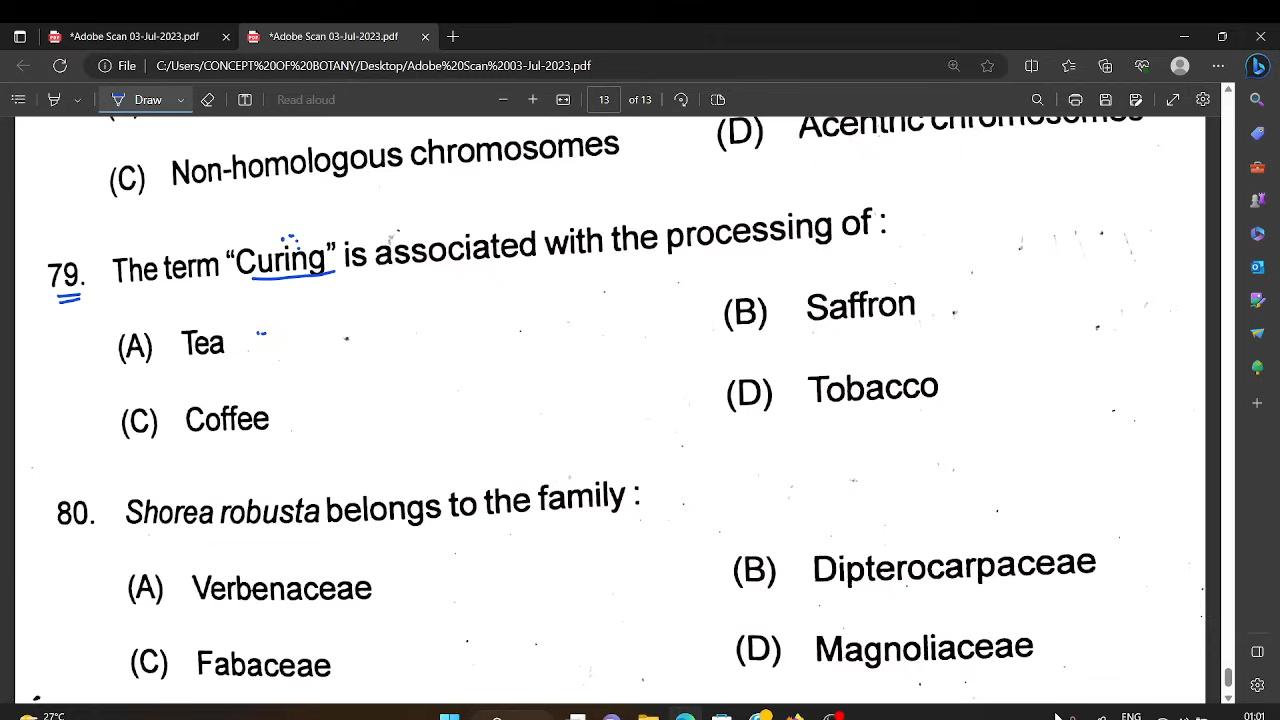 *Adobe Scan 03-Jul-2023.pdf
*Adobe Scan 03-Jul-2023.pdf
File C:/Users/CONCEPT%20OF%20BOTANY/Desktop/Adobe%20Scan%2003-Jul-2023.pdf
Draw Read aloud 13 of 13
(C) Non-homologous chromosomes
(D) Acentric chromosomes
79. The term “Curing” is associated with the processing of :
(A) Tea
(B) Saffron
(C) Coffee
(D) Tobacco
80. Shorea robusta belongs to the family :
(A) Verbenaceae
(B) Dipterocarpaceae
(C) Fabaceae
(D) Magnoliaceae
27°C ENG 01:01